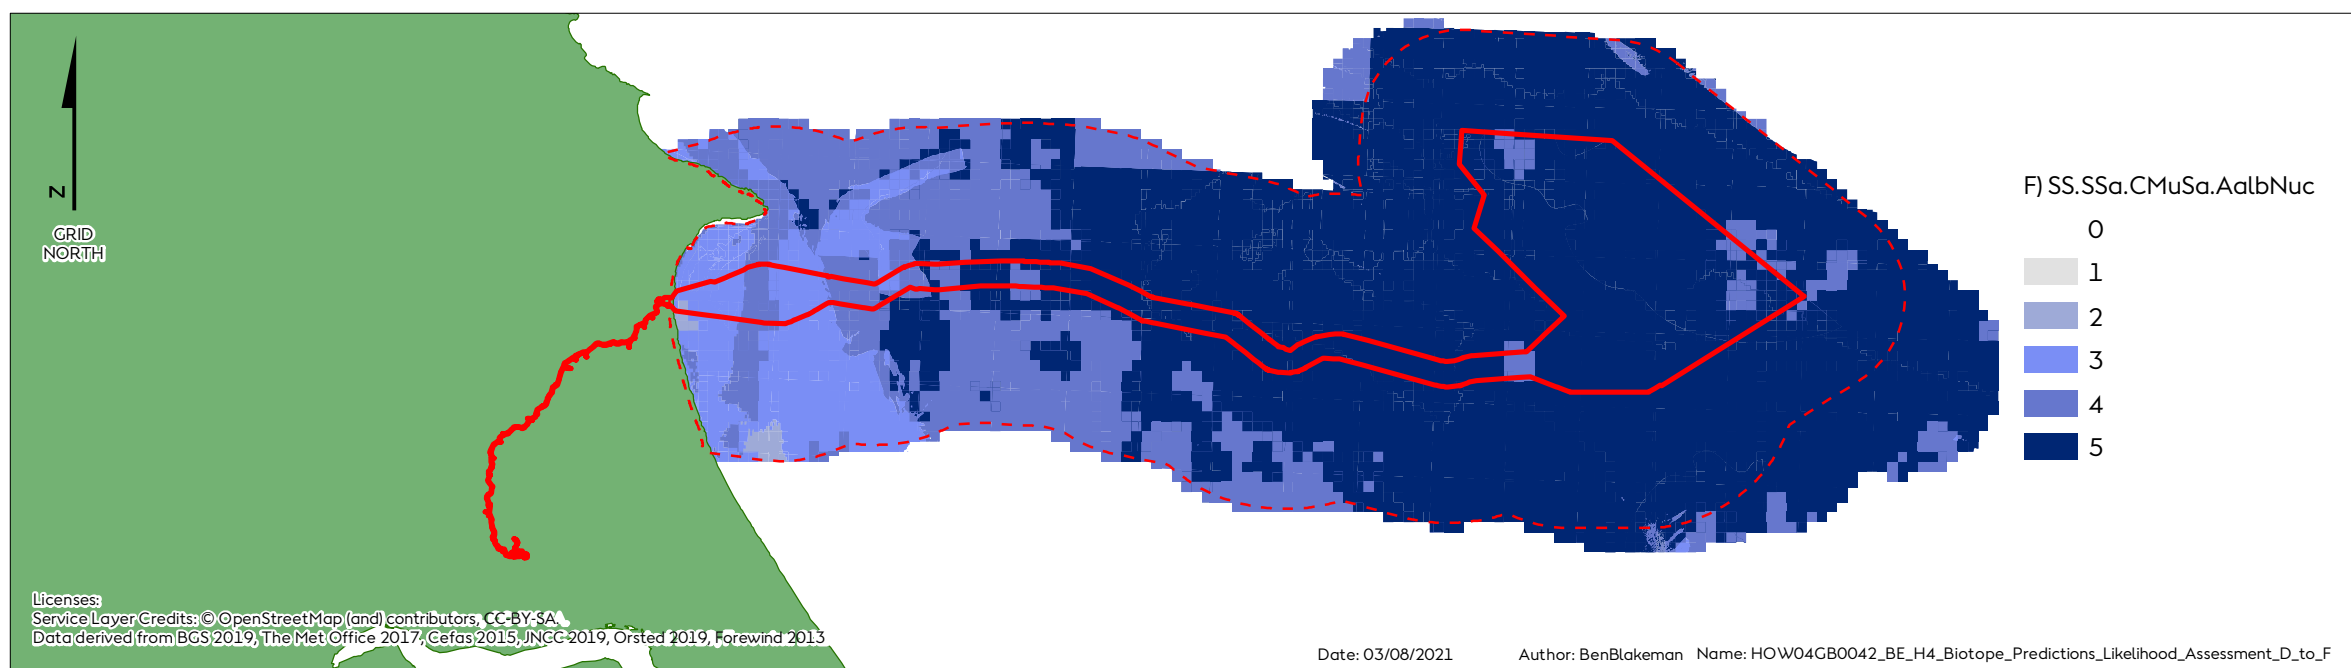 N
GRID
NORTH
F) SS.SSa.CMuSa.AalbNuc
0
1
2
3
4
5
Licenses:
Service Layer Credits: © OpenStreetMap (and) contributors, CC-BY-SA.
Data derived from BGS 2019, The Met Office 2017, Cefas 2015, JNCC 2019, Orsted 2019, Forewind 2013
Date: 03/08/2021 Author: BenBlakeman Name: HOW04GB0042_BE_H4_Biotope_Predictions_Likelihood_Assessment_D_to_F